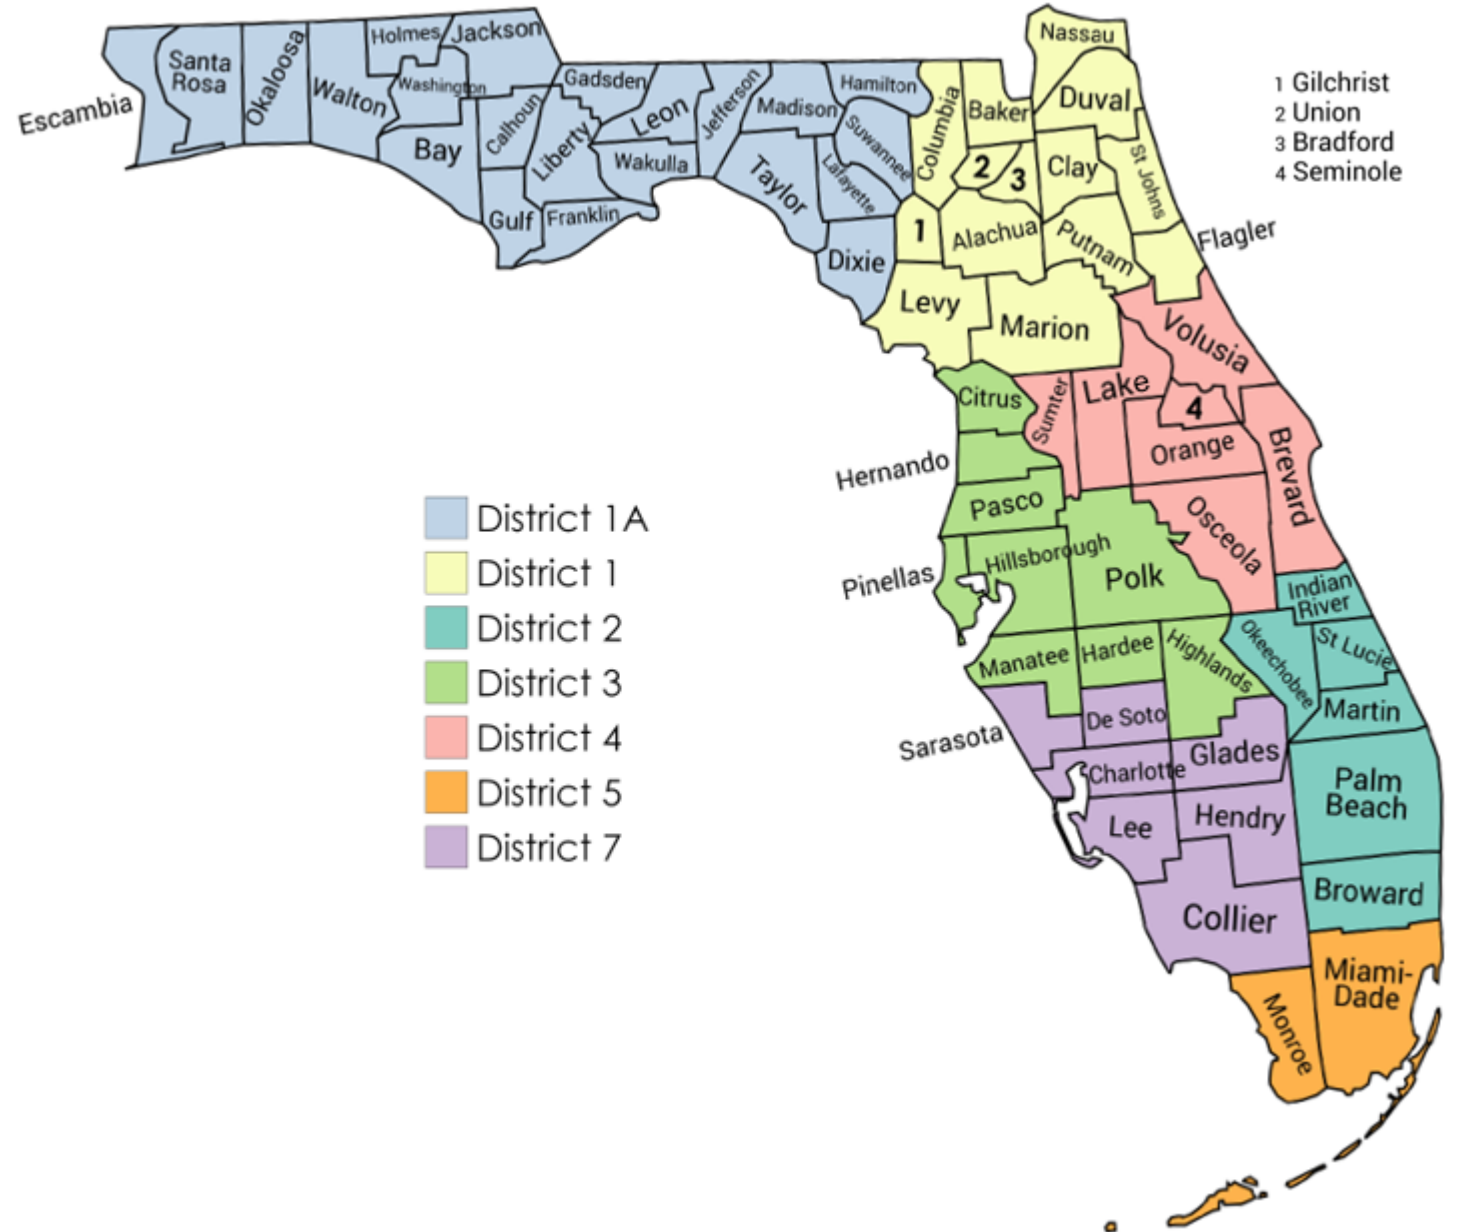 Nassau
Holmes
Jackson
Santa
Rosa
Okaloosa
Walton
Washington
Gadsden
Leon
Jefferson
Madison
Hamilton
Columbia
Baker
Duval
1 Gilchrist
2 Union
3 Bradford
4 Seminole
Escambia
Bay
Calhoun
Liberty
Wakulla
Taylor
Lafayette
Suwannee
2
3
Clay
St Johns
Gulf
Franklin
Dixie
1
Alachua
Putnam
Flagler
Levy
Marion
Volusia
Citrus
Sumter
Lake
4
Orange
Brevard
Hernando
Pasco
Osceola
District 1A
District 1
District 2
District 3
District 4
District 5
District 7
Pinellas
Hillsborough
Polk
Indian
River
Manatee
Hardee
Highlands
Okeechobee
St Lucie
Sarasota
De Soto
Martin
Charlotte
Glades
Palm
Beach
Lee
Hendry
Broward
Collier
Miami-
Dade
Monroe